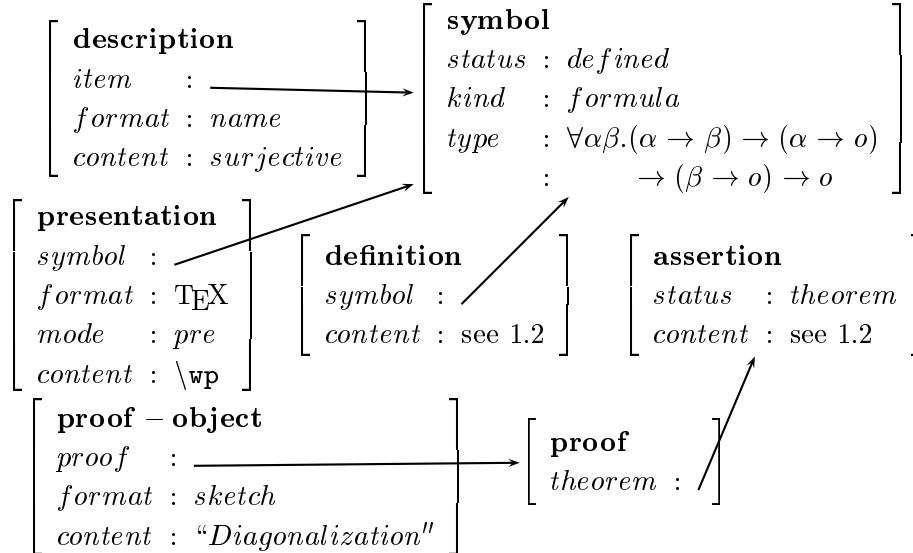 description
item :
format : name
content : surjective
symbol
status : defined
kind : formula
type : ∀αβ.(α → β) → (α → o)
: → (β → o) → o
presentation
symbol :
format : TEX
mode : pre
content : \wp
definition
symbol :
content : see 1.2
assertion
status : theorem
content : see 1.2
proof – object
proof :
format : sketch
content : “Diagonalization″
proof
theorem :